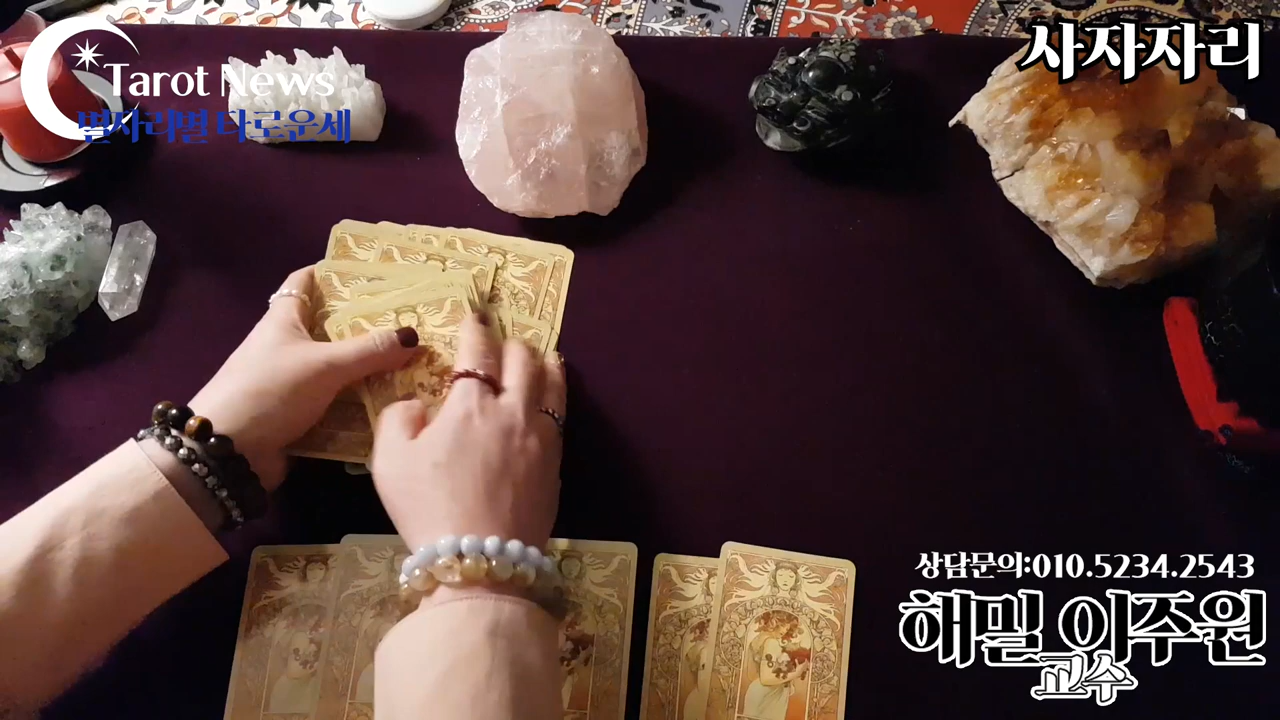 Tarot News
별자리별 타로운세
사자자리
상담문의:010.5234.2543
해밀 이주원
교수